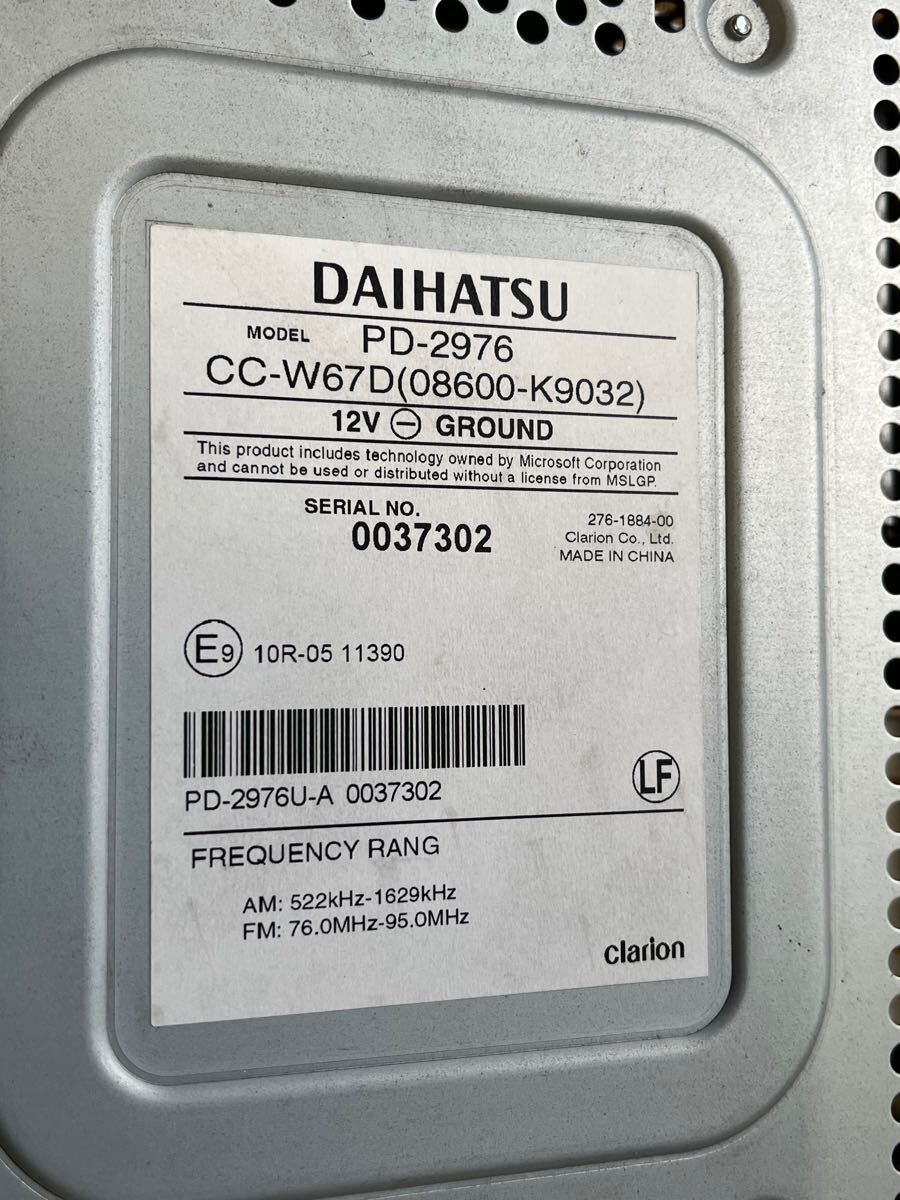 DAIHATSU
MODEL PD-2976
CC-W67D(08600-K9032)
12V ⊖ GROUND
This product includes technology owned by Microsoft Corporation
and cannot be used or distributed without a license from MSLGP.
SERIAL NO.
0037302
276-1884-00
Clarion Co., Ltd.
MADE IN CHINA
E9 10R-05 11390
PD-2976U-A 0037302
LF
FREQUENCY RANG
AM: 522kHz-1629kHz
FM: 76.0MHz-95.0MHz
clarion